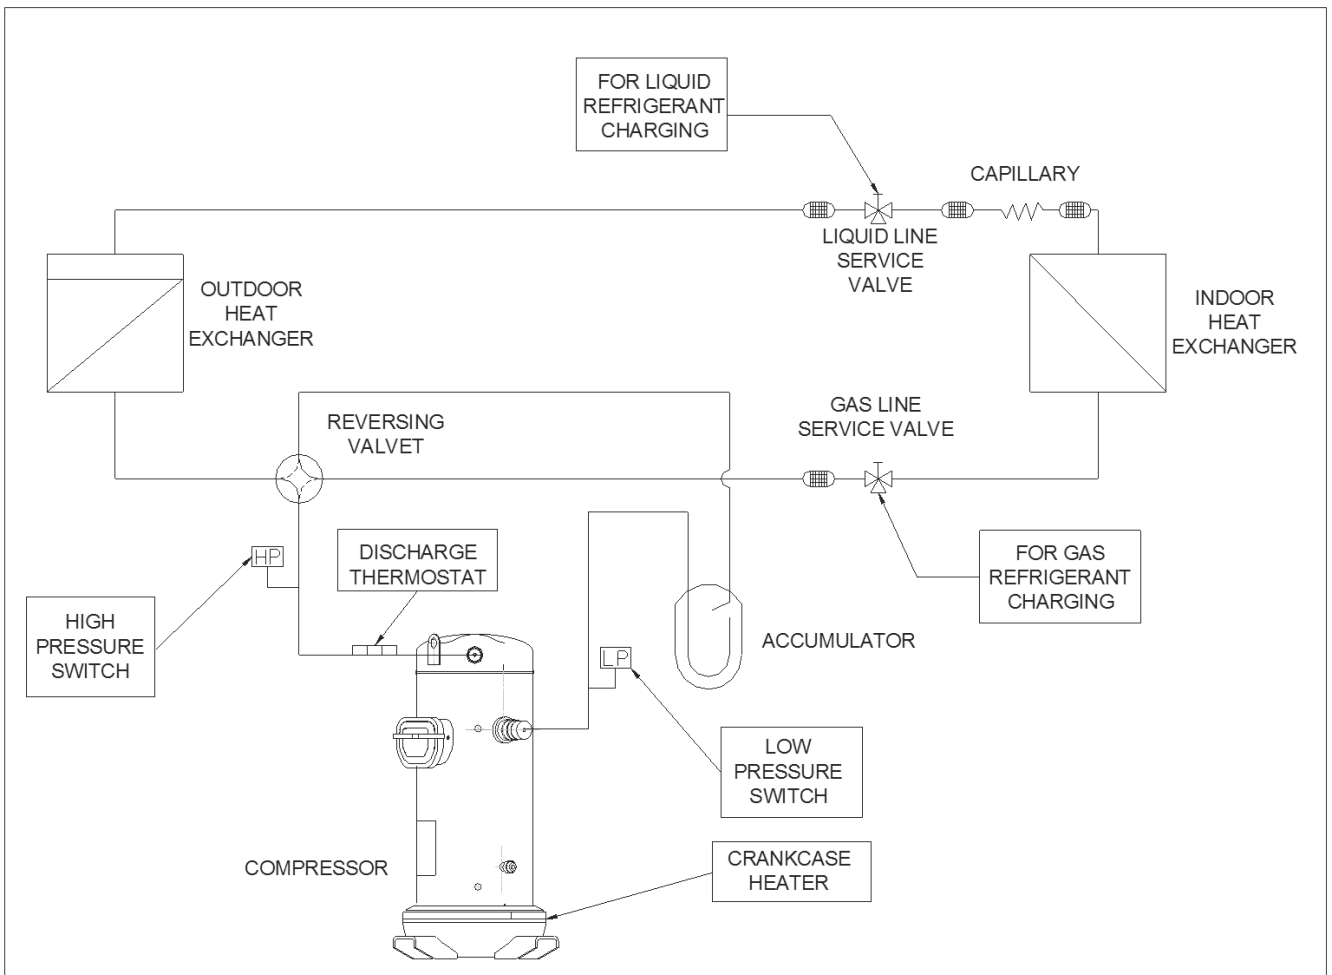 FOR LIQUID
REFRIGERANT
CHARGING
CAPILLARY
LIQUID LINE
SERVICE
VALVE
OUTDOOR
HEAT
EXCHANGER
INDOOR
HEAT
EXCHANGER
REVERSING
VALVET
GAS LINE
SERVICE VALVE
HP
DISCHARGE
THERMOSTAT
FOR GAS
REFRIGERANT
CHARGING
HIGH
PRESSURE
SWITCH
LP
ACCUMULATOR
LOW
PRESSURE
SWITCH
COMPRESSOR
CRANKCASE
HEATER